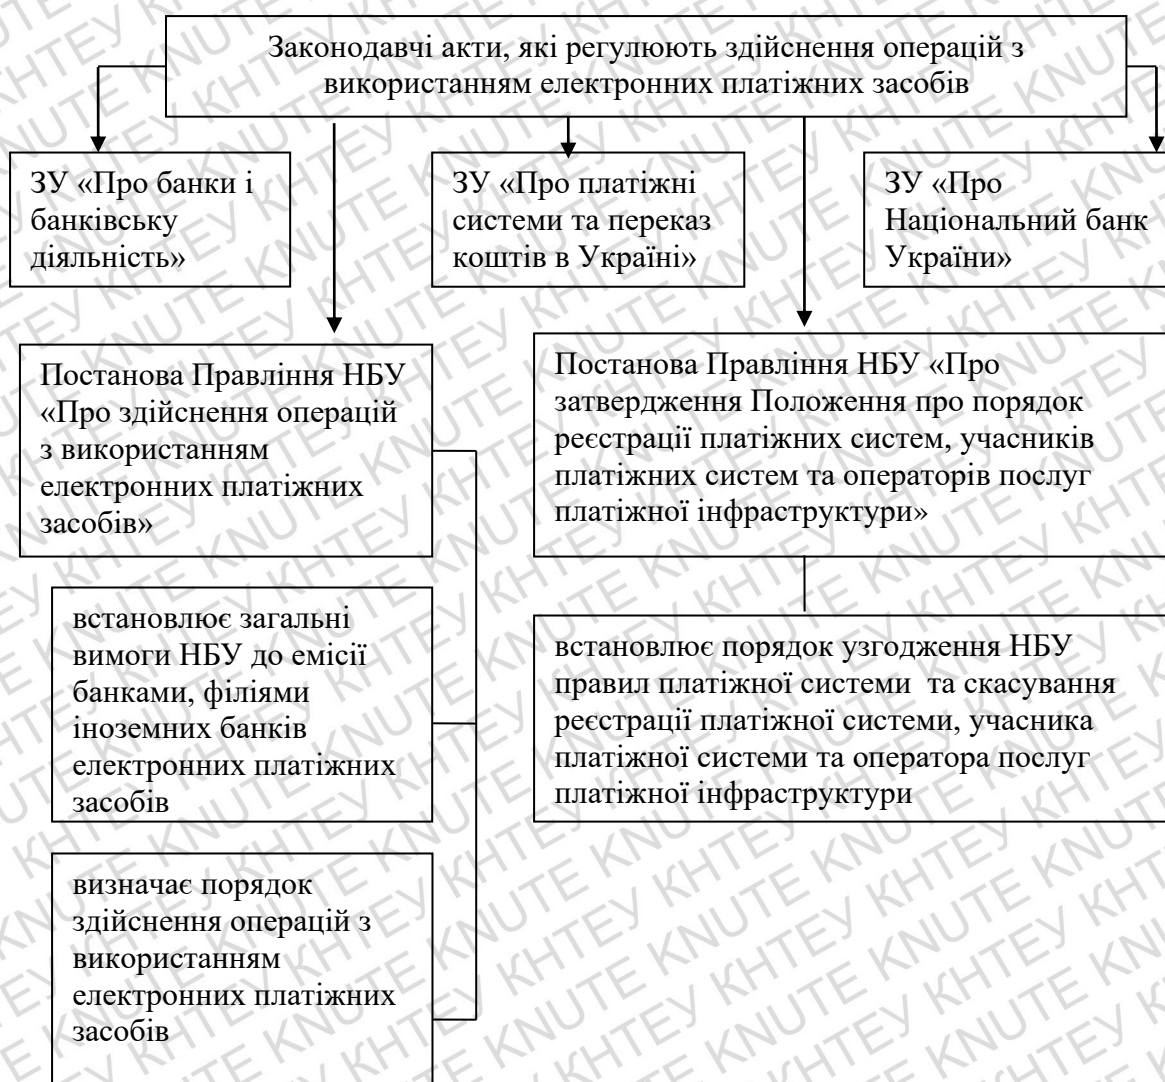 Законодавчі акти, які регулюють здійснення операцій з
використанням електронних платіжних засобів
ЗУ «Про банки і
банківську
діяльність»
ЗУ «Про платіжні
системи та переказ
коштів в Україні»
ЗУ «Про
Національний банк
України»
Постанова Правління НБУ
«Про здійснення операцій
з використанням
електронних платіжних
засобів»
Постанова Правління НБУ «Про
затвердження Положення про порядок
реєстрації платіжних систем, учасників
платіжних систем та операторів послуг
платіжної інфраструктури»
встановлює загальні
вимоги НБУ до емісії
банками, філіями
іноземних банків
електронних платіжних
засобів
встановлює порядок узгодження НБУ
правил платіжної системи та скасування
реєстрації платіжної системи, учасника
платіжної системи та оператора послуг
платіжної інфраструктури
визначає порядок
здійснення операцій з
використанням
електронних платіжних
засобів